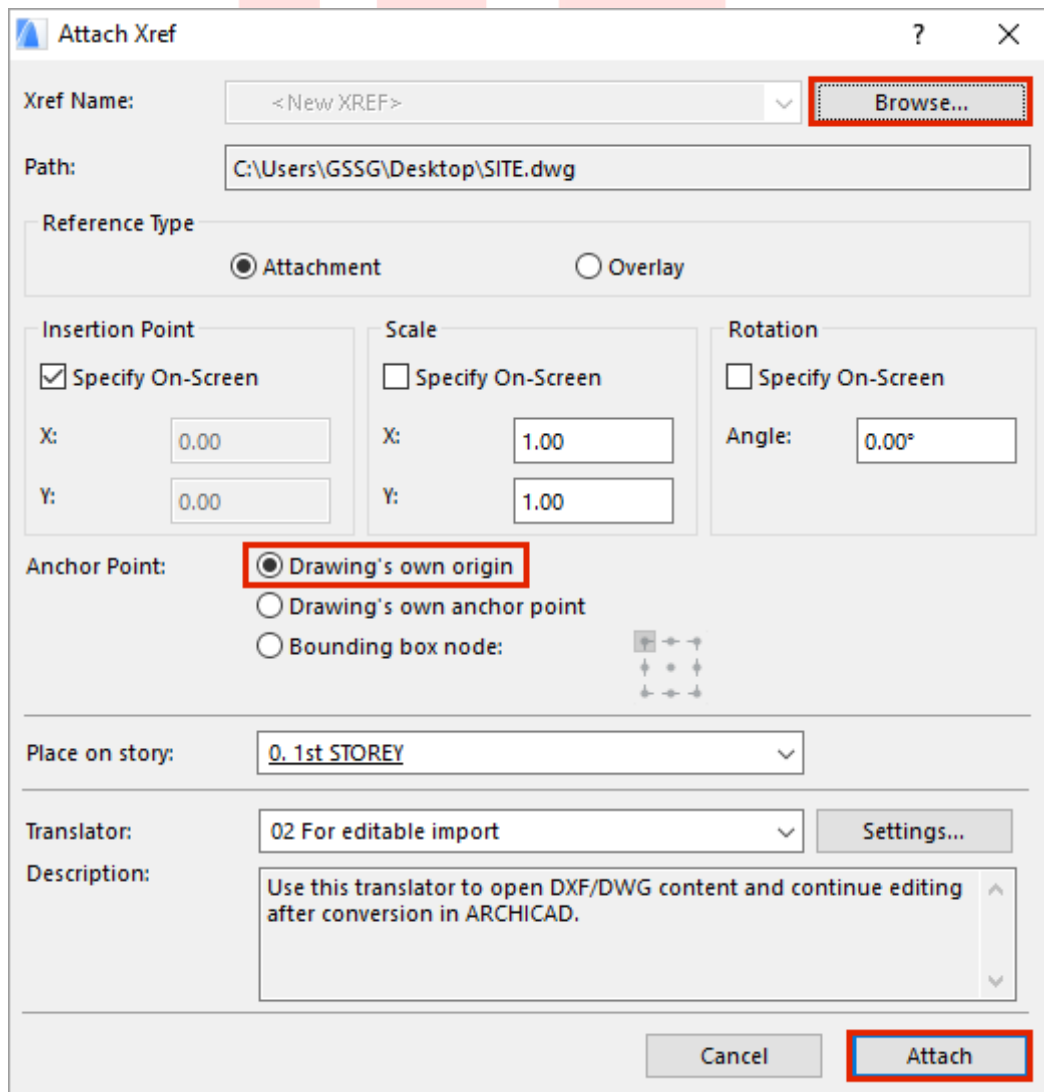 Attach Xref
Xref Name: <New XREF> Browse...
Path: C:\Users\GSSG\Desktop\SITE.dwg
Reference Type
Attachment Overlay
Insertion Point Scale Rotation
Specify On-Screen Specify On-Screen Specify On-Screen
X: 0.00 X: 1.00 Angle: 0.00°
Y: 0.00 Y: 1.00
Anchor Point: Drawing's own origin
Drawing's own anchor point
Bounding box node:
Place on story: 0. 1st STOREY
Translator: 02 For editable import Settings...
Description: Use this translator to open DXF/DWG content and continue editing
after conversion in ARCHICAD.
Cancel Attach